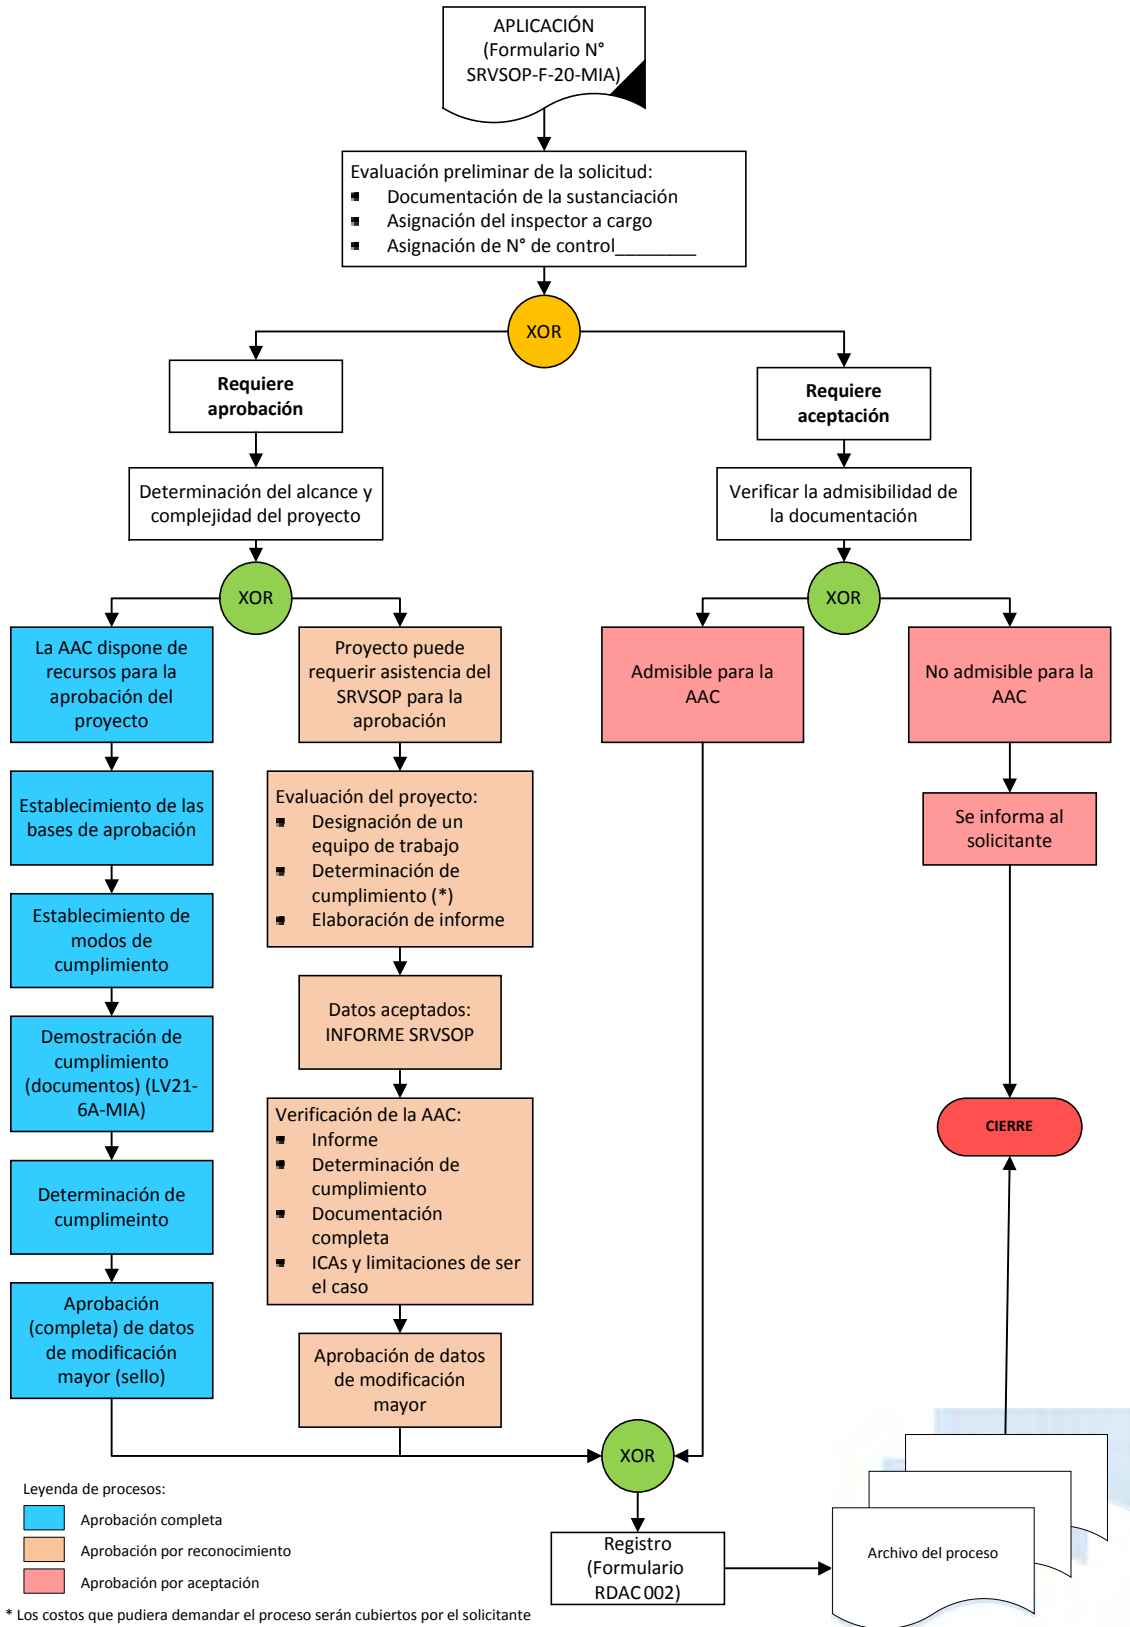 APLICACIÓN
(Formulario N°
SRVSOP-F-20-MIA)
Evaluación preliminar de la solicitud:
Documentación de la sustanciación
Asignación del inspector a cargo
Asignación de N° de control________
XOR
Requiere
aprobación
Requiere
aceptación
Determinación del alcance y
complejidad del proyecto
Verificar la admisibilidad de
la documentación
XOR
XOR
La AAC dispone de
recursos para la
aprobación del
proyecto
Proyecto puede
requerir asistencia del
SRVSOP para la
aprobación
Admisible para la
AAC
No admisible para la
AAC
Establecimiento de las
bases de aprobación
Evaluación del proyecto:
Designación de un
equipo de trabajo
Determinación de
cumplimiento (*)
Elaboración de informe
Se informa al
solicitante
Establecimiento de
modos de
cumplimiento
Datos aceptados:
INFORME SRVSOP
Demostración de
cumplimiento
(documentos) (LV21-
6A-MIA)
Verificación de la AAC:
Informe
Determinación de
cumplimiento
Documentación
completa
ICAs y limitaciones de ser
el caso
CIERRE
Determinación de
cumplimeinto
Aprobación
(completa) de datos
de modificación
mayor (sello)
Aprobación de datos
de modificación
mayor
XOR
Leyenda de procesos:
Aprobación completa
Aprobación por reconocimiento
Aprobación por aceptación
Registro
(Formulario
RDAC 002)
Archivo del proceso
* Los costos que pudiera demandar el proceso serán cubiertos por el solicitante